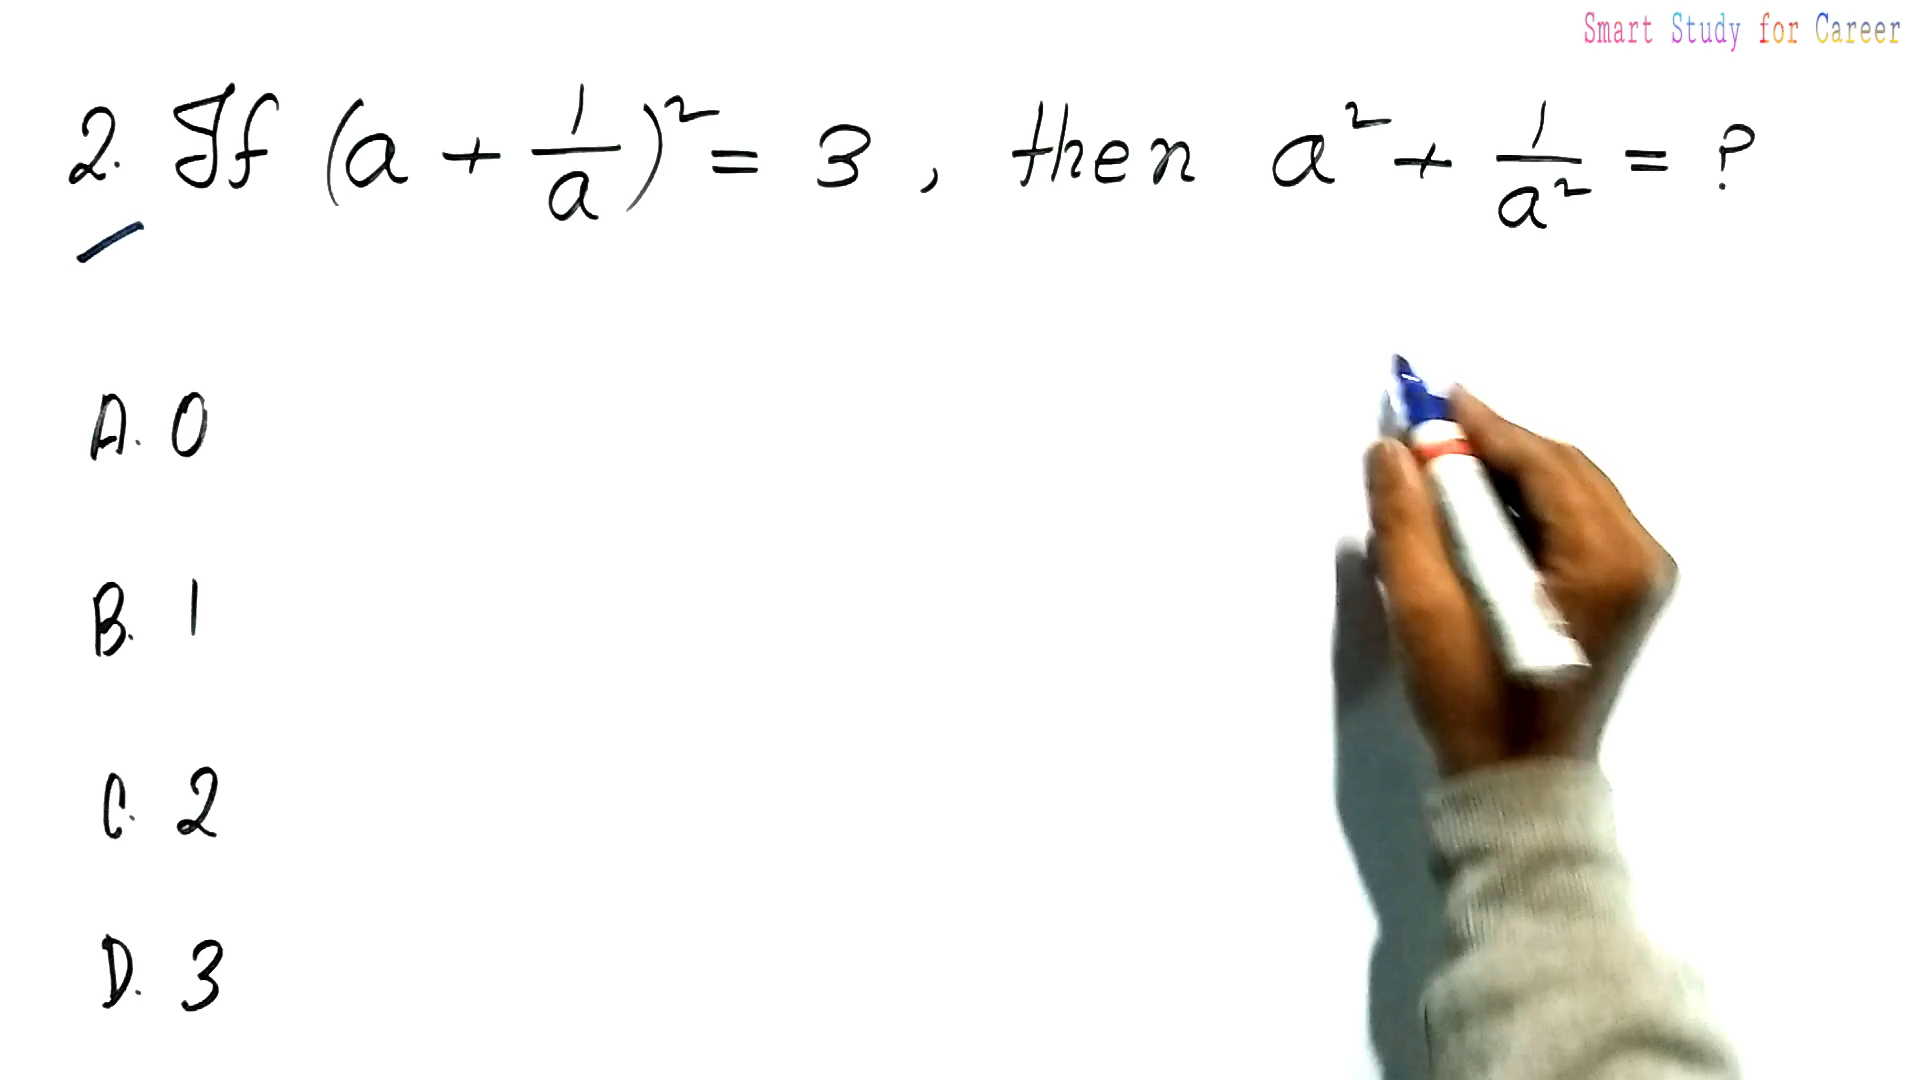 Smart Study for Career
2. If (a + 1/a)² = 3 , then a² + 1/a² = ?
A. 0
B. 1
C. 2
D. 3